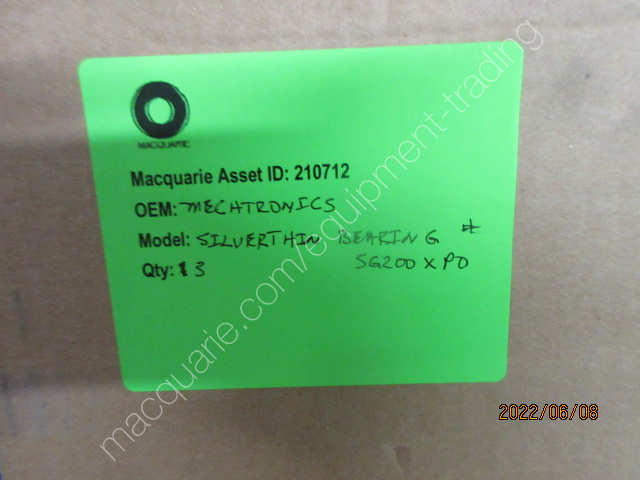 MACQUARIE
Macquarie Asset ID: 210712
OEM: MECHTRONICS
Model: SILVERTHIN BEARING #
SG200XP0
Qty: 1 3
macquarie.com/equipment-trading
2022/06/08